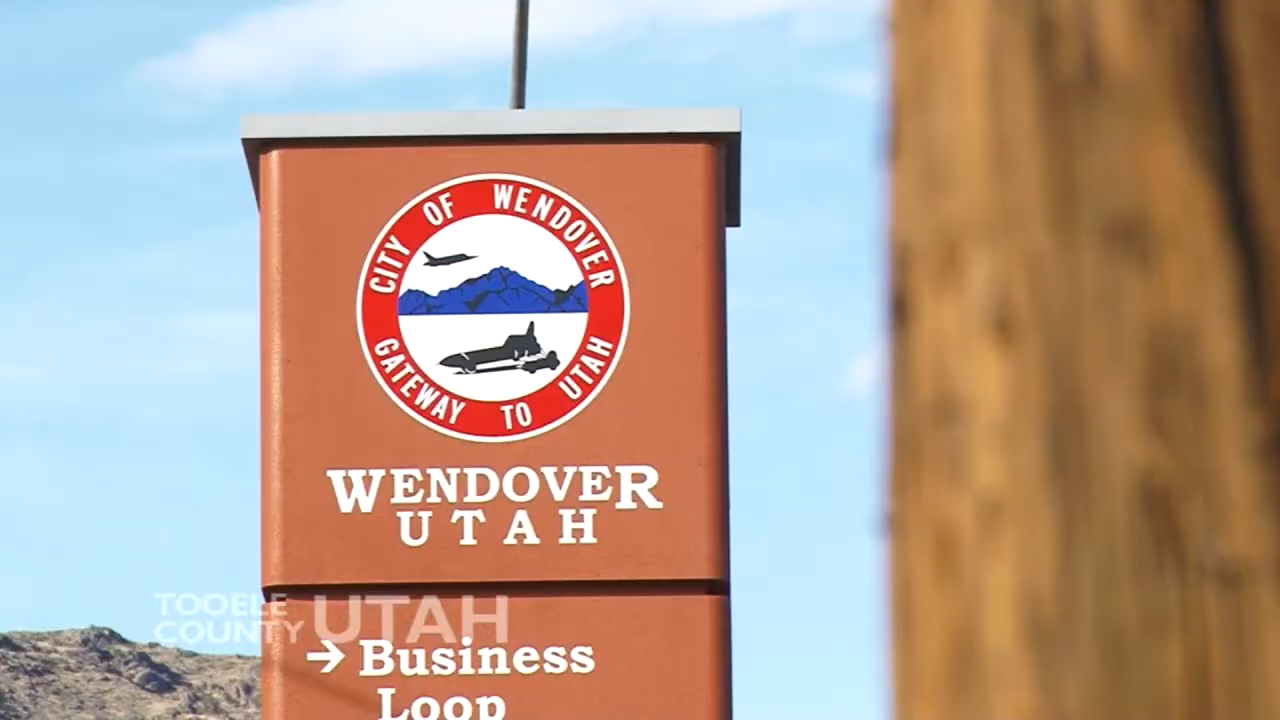 CITY OF WENDOVER
GATEWAY TO UTAH
WENDOVER
UTAH
TOOELE
COUNTY UTAH
→ Business
Loop